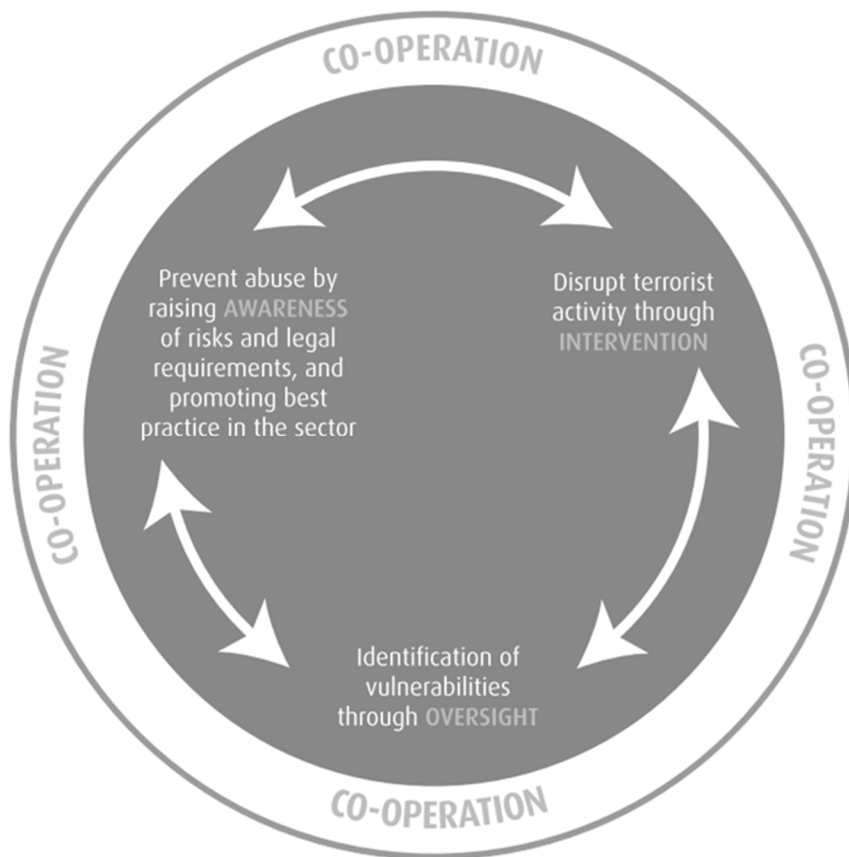 CO-OPERATION
Prevent abuse by
raising AWARENESS
of risks and legal
requirements, and
promoting best
practice in the sector
Disrupt terrorist
activity through
INTERVENTION
CO-OPERATION
CO-OPERATION
Identification of
vulnerabilities
through OVERSIGHT
CO-OPERATION